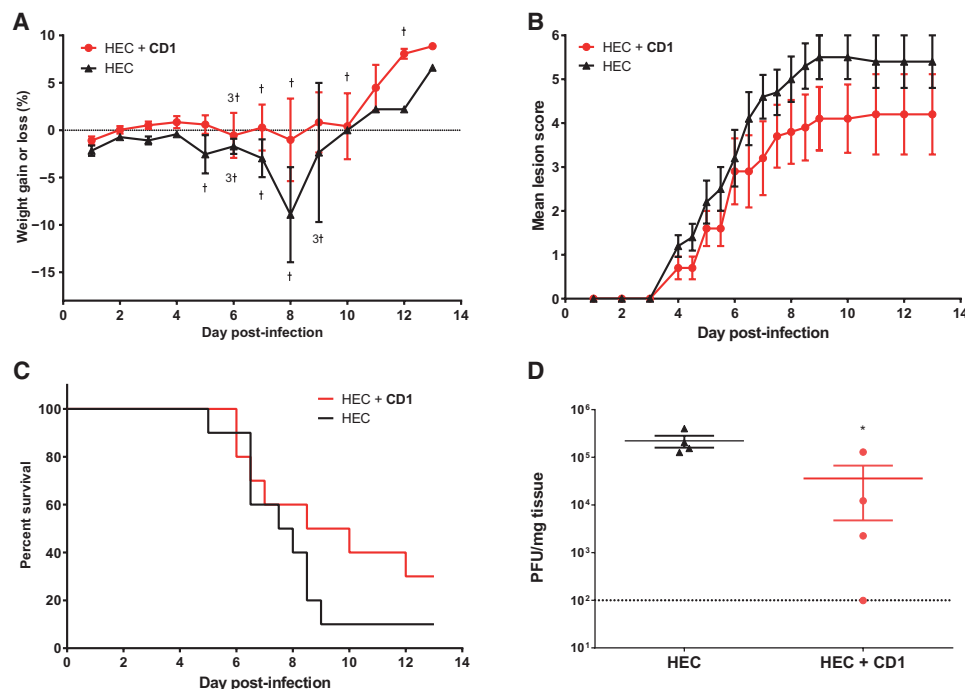 A
HEC + CD1
HEC
Weight gain or loss (%)
10
5
0
−5
−10
−15
3†
†
†
†
†
†
3†
†
†
3†
0 2 4 6 8 10 12 14
Day post-infection
B
HEC + CD1
HEC
Mean lesion score
6
5
4
3
2
1
0
0 2 4 6 8 10 12 14
Day post-infection
C
HEC + CD1
HEC
Percent survival
100
80
60
40
20
0
0 2 4 6 8 10 12 14
Day post-infection
D
PFU/mg tissue
10⁶
10⁵
10⁴
10³
10²
10¹
*
HEC HEC + CD1